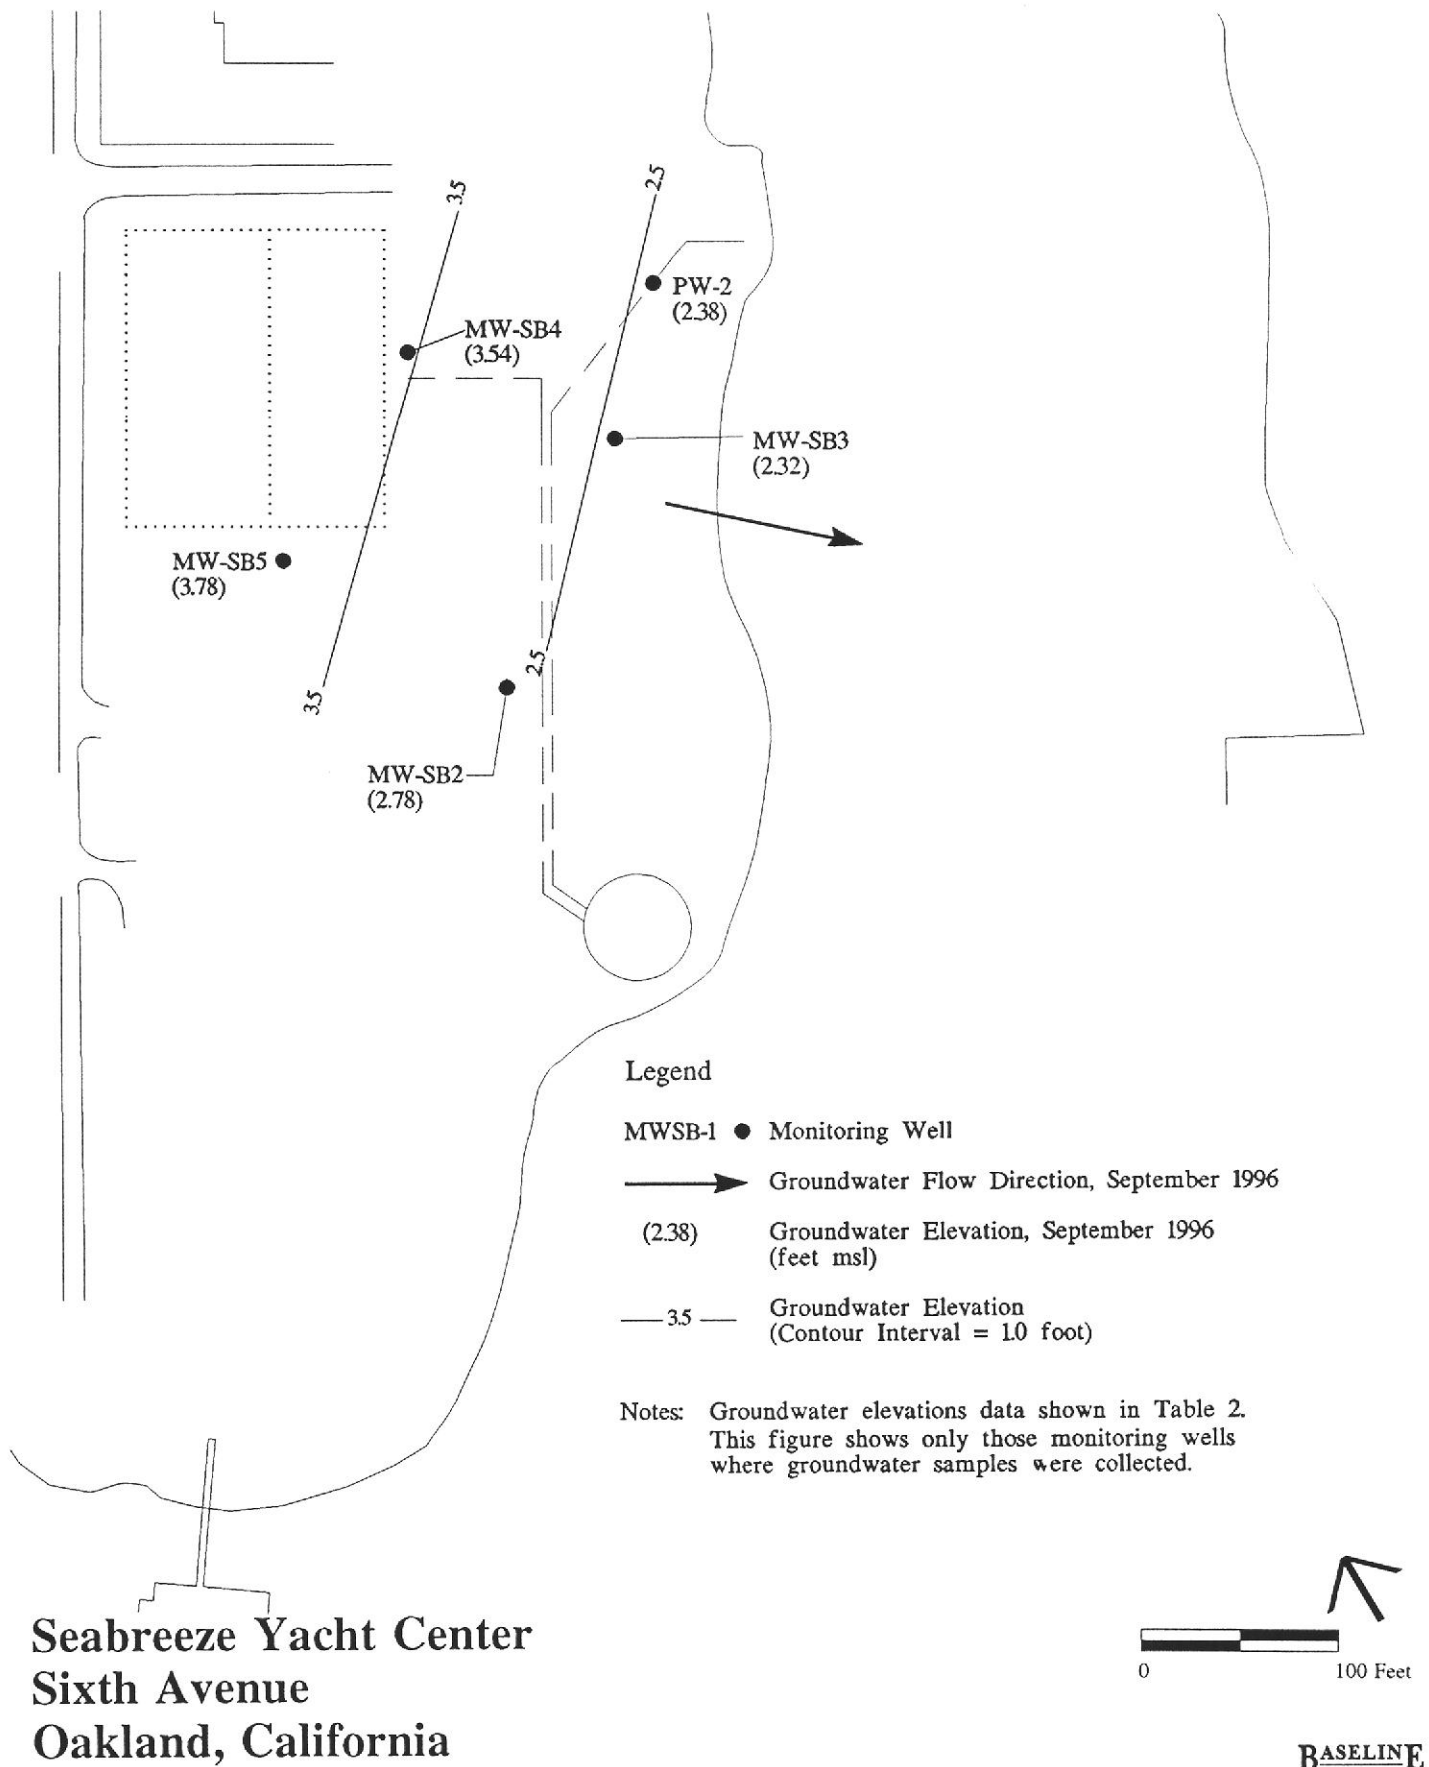 3.5
2.5
PW-2
(2.38)
MW-SB4
(3.54)
MW-SB3
(2.32)
MW-SB5
(3.78)
2.5
3.5
MW-SB2
(2.78)
Legend
MWSB-1 Monitoring Well
Groundwater Flow Direction, September 1996
(2.38) Groundwater Elevation, September 1996
(feet msl)
3.5 Groundwater Elevation
(Contour Interval = 1.0 foot)
Notes: Groundwater elevations data shown in Table 2.
This figure shows only those monitoring wells
where groundwater samples were collected.
Seabreeze Yacht Center
Sixth Avenue
Oakland, California
0 100 Feet
BASELINE